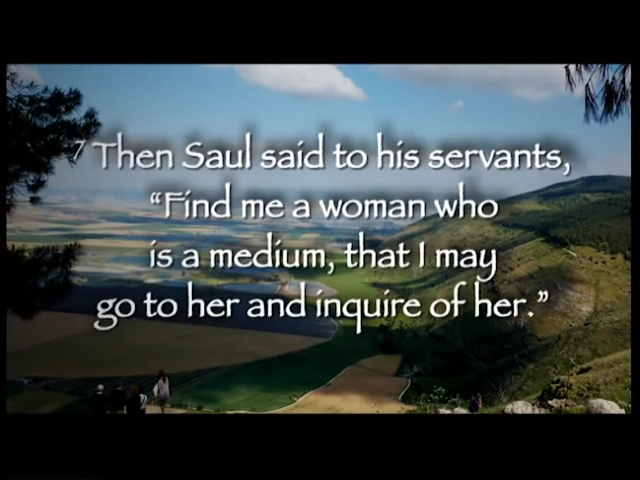 7 Then Saul said to his servants,
“Find me a woman who
is a medium, that I may
go to her and inquire of her.”